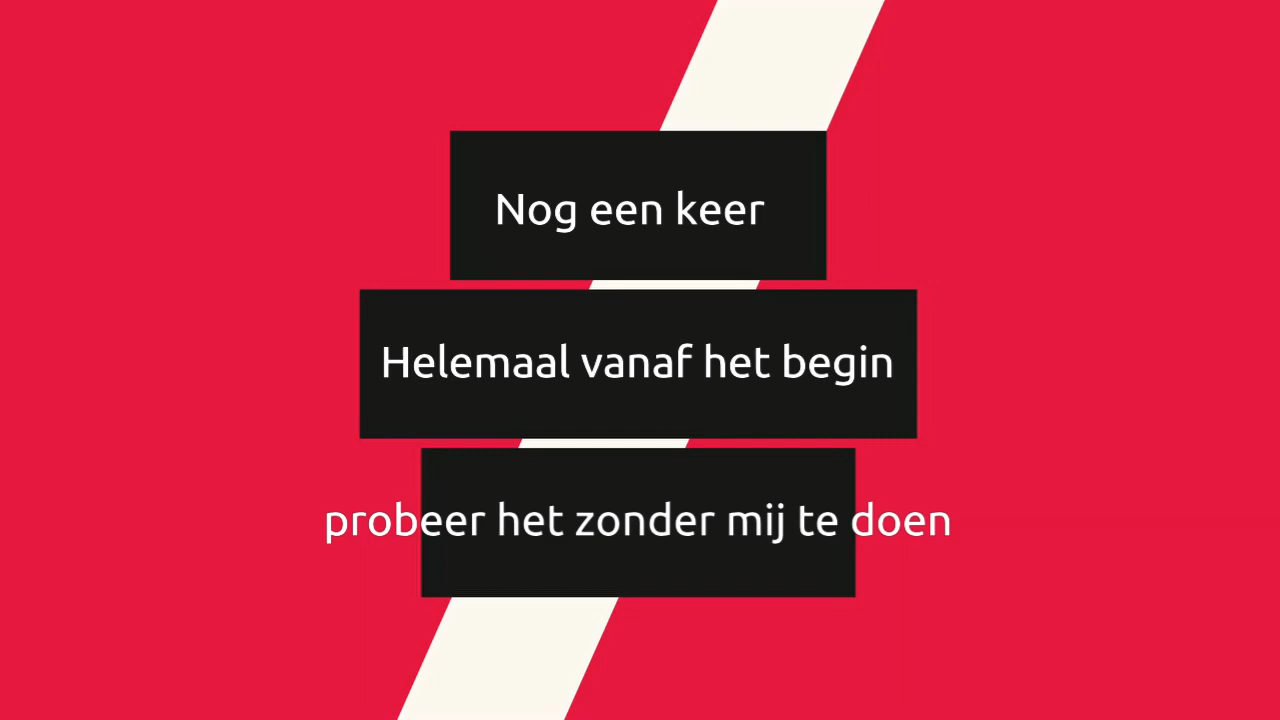 Nog een keer
Helemaal vanaf het begin
probeer het zonder mij te doen